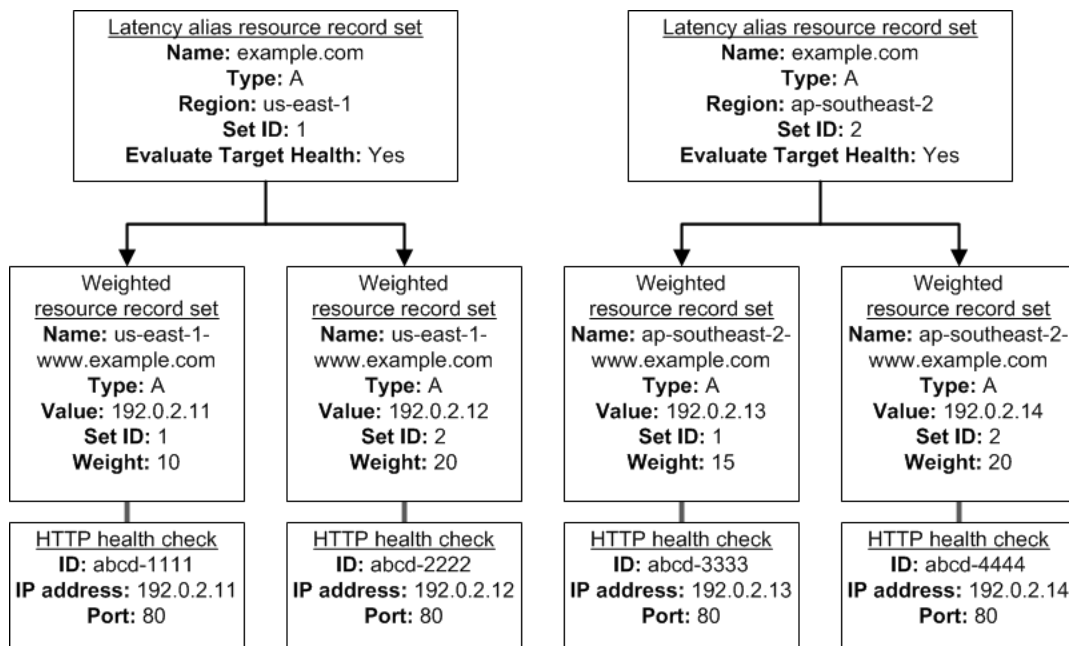 Latency alias resource record set
Name: example.com
Type: A
Region: us-east-1
Set ID: 1
Evaluate Target Health: Yes
Latency alias resource record set
Name: example.com
Type: A
Region: ap-southeast-2
Set ID: 2
Evaluate Target Health: Yes
Weighted
resource record set
Name: us-east-1-
www.example.com
Type: A
Value: 192.0.2.11
Set ID: 1
Weight: 10
Weighted
resource record set
Name: us-east-1-
www.example.com
Type: A
Value: 192.0.2.12
Set ID: 2
Weight: 20
Weighted
resource record set
Name: ap-southeast-2-
www.example.com
Type: A
Value: 192.0.2.13
Set ID: 1
Weight: 15
Weighted
resource record set
Name: ap-southeast-2-
www.example.com
Type: A
Value: 192.0.2.14
Set ID: 2
Weight: 20
HTTP health check
ID: abcd-1111
IP address: 192.0.2.11
Port: 80
HTTP health check
ID: abcd-2222
IP address: 192.0.2.12
Port: 80
HTTP health check
ID: abcd-3333
IP address: 192.0.2.13
Port: 80
HTTP health check
ID: abcd-4444
IP address: 192.0.2.14
Port: 80